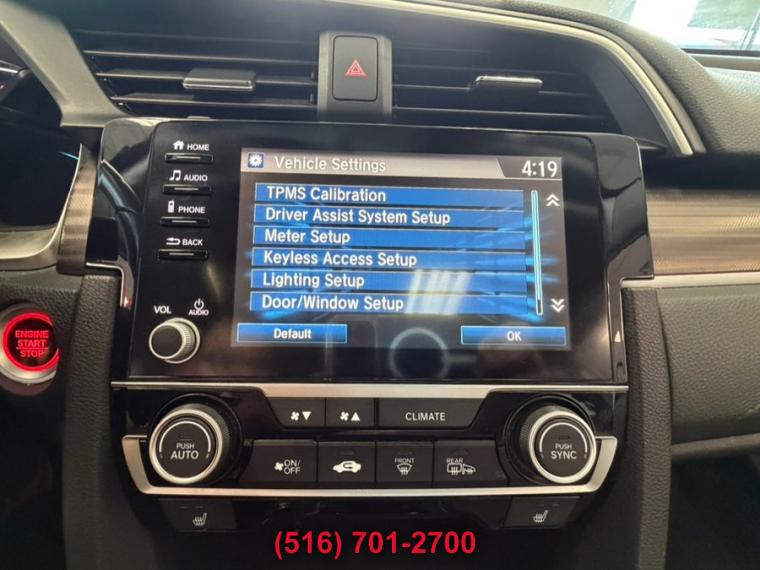 HOME
AUDIO
PHONE
BACK
VOL
AUDIO
Vehicle Settings 4:19
TPMS Calibration
Driver Assist System Setup
Meter Setup
Keyless Access Setup
Lighting Setup
Door/Window Setup
Default OK
ENGINE
START
STOP
CLIMATE
PUSH
AUTO
ON/
OFF
FRONT
REAR
PUSH
SYNC
(516) 701-2700